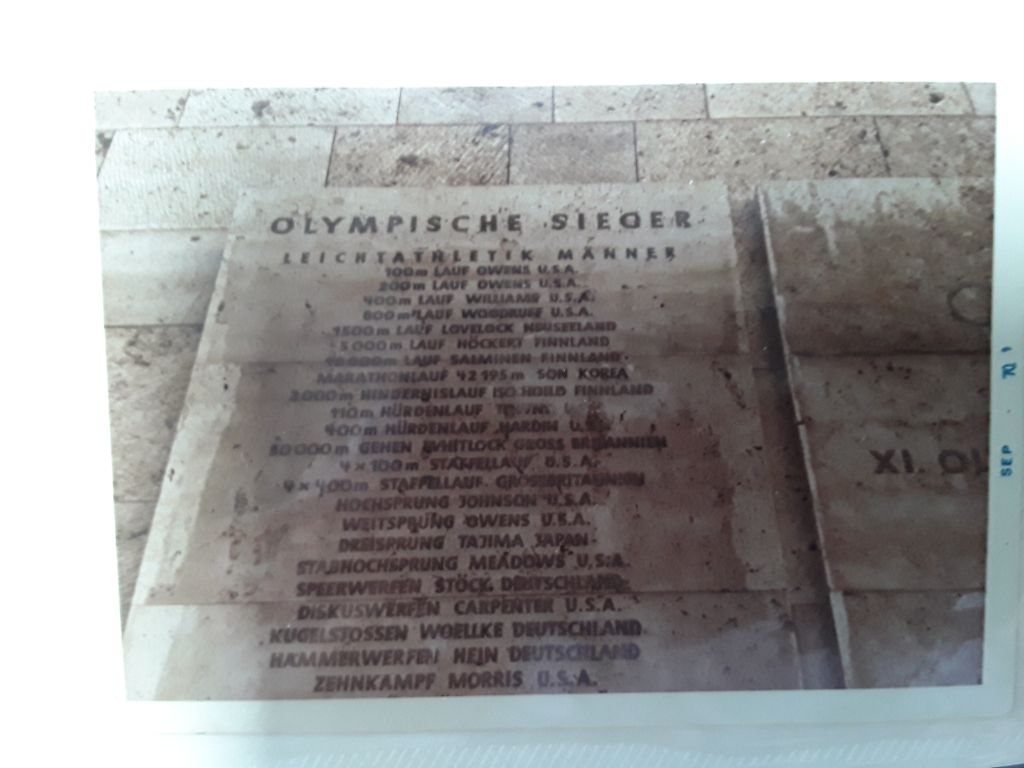 OLYMPISCHE SIEGER
LEICHTATHLETIK MÄNNER
100m LAUF OWENS U.S.A.
200m LAUF OWENS U.S.A.
400m LAUF WILLIAMS U.S.A.
800m LAUF WOODRUFF U.S.A.
1500m LAUF LOVELOCK NEUSEELAND
5000m LAUF HÖCKERT FINNLAND
10000m LAUF SALMINEN FINNLAND
MARATHONLAUF 42195m SON KOREA
3000m HINDERNISLAUF ISO HOLLO FINNLAND
110m HÜRDENLAUF TOWNS U.S.A.
400m HÜRDENLAUF HARDIN U.S.A.
50000m GEHEN WHITLOCK GROSS BRITANNIEN
4×100m STAFFELLAUF U.S.A.
4×400m STAFFELLAUF GROSSBRITANNIEN
HOCHSPRUNG JOHNSON U.S.A.
WEITSPRUNG OWENS U.S.A.
DREISPRUNG TAJIMA JAPAN
STABHOCHSPRUNG MEADOWS U.S.A.
SPEERWERFEN STÖCK DEUTSCHLAND
DISKUSWERFEN CARPENTER U.S.A.
KUGELSTOSSEN WOELLKE DEUTSCHLAND
HAMMERWERFEN HEIN DEUTSCHLAND
ZEHNKAMPF MORRIS U.S.A.
XI. OL
SEP · 70